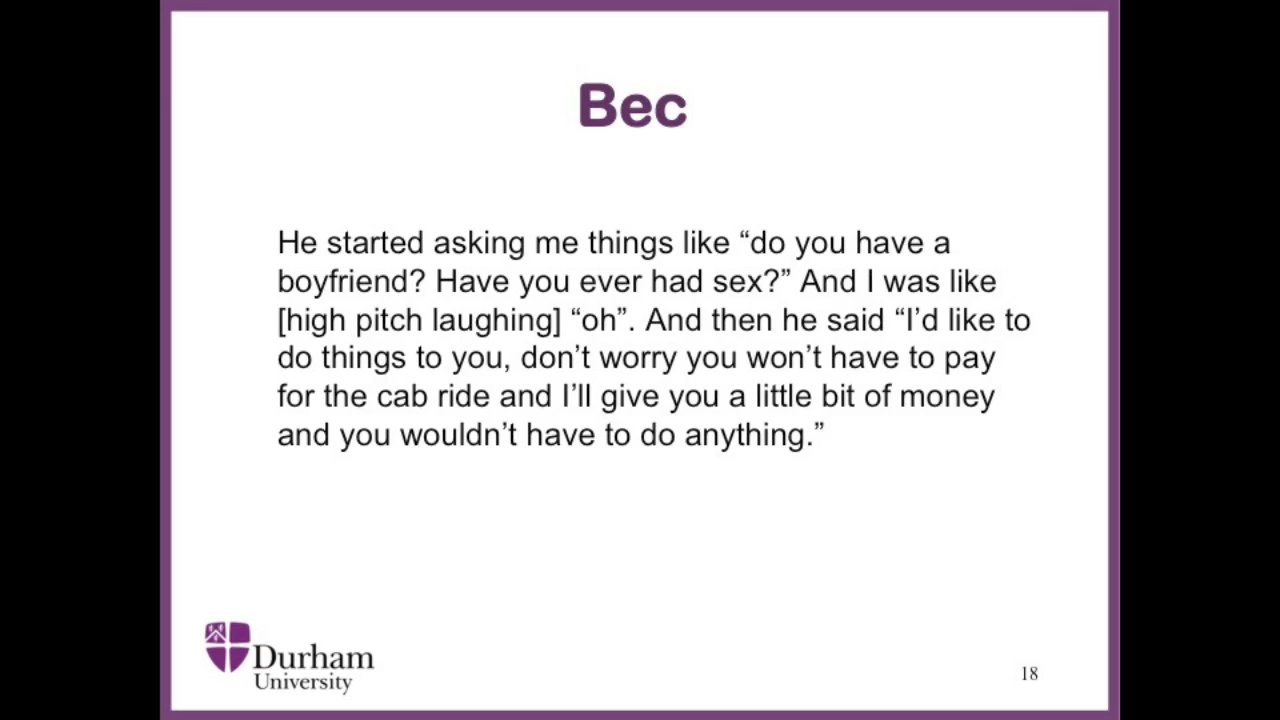 Bec
He started asking me things like “do you have a
boyfriend? Have you ever had sex?” And I was like
[high pitch laughing] “oh”. And then he said “I’d like to
do things to you, don’t worry you won’t have to pay
for the cab ride and I’ll give you a little bit of money
and you wouldn’t have to do anything.”
Durham
University
18